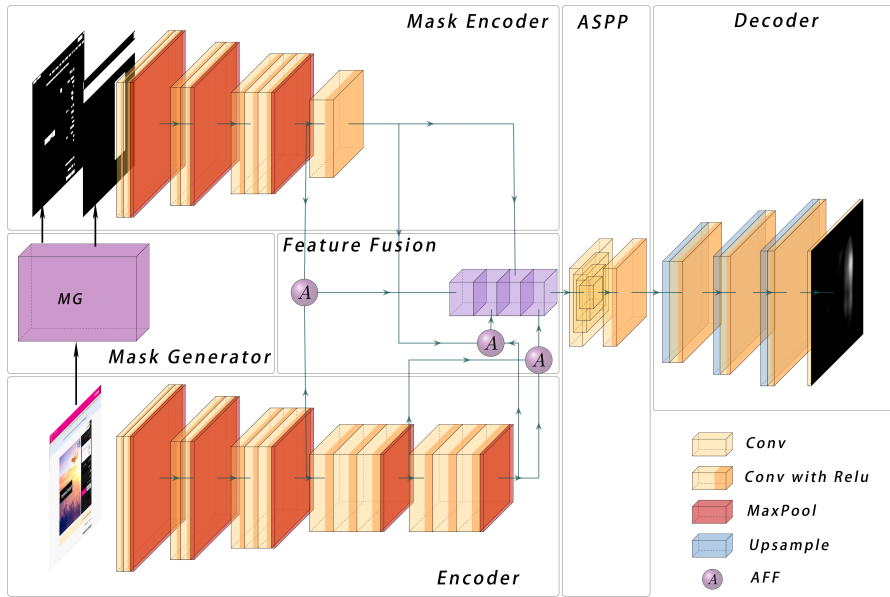 Mask Encoder
ASPP
Decoder
MG
Mask Generator
Feature Fusion
A
A
A
Encoder
Conv
Conv with Relu
MaxPool
Upsample
A
AFF